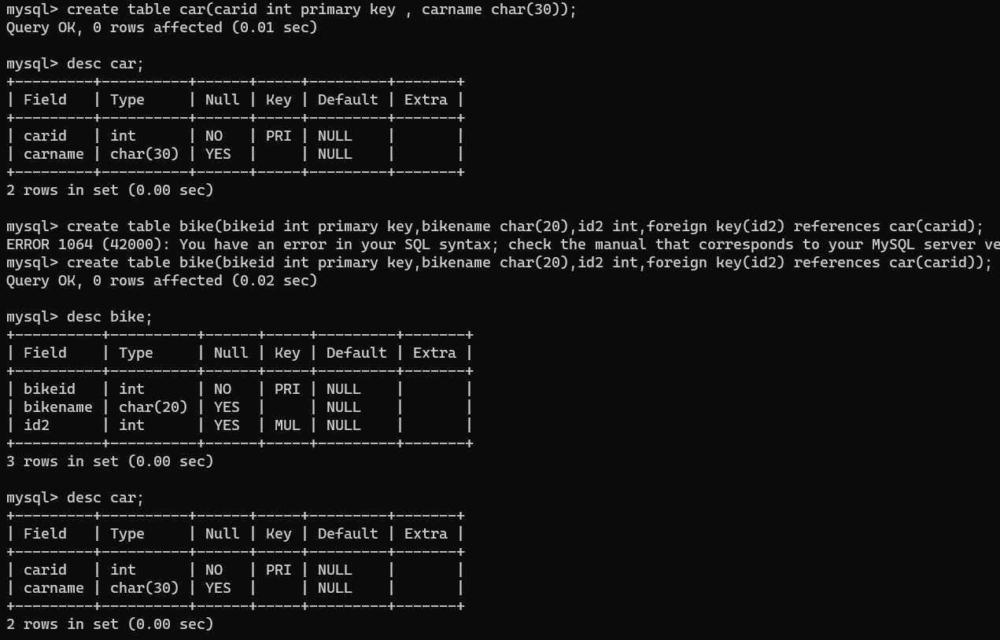 mysql> create table car(carid int primary key , carname char(30));
Query OK, 0 rows affected (0.01 sec)
mysql> desc car;
+---------+----------+------+-----+---------+-------+
| Field   | Type     | Null | Key | Default | Extra |
+---------+----------+------+-----+---------+-------+
| carid   | int      | NO   | PRI | NULL    |       |
| carname | char(30) | YES  |     | NULL    |       |
+---------+----------+------+-----+---------+-------+
2 rows in set (0.00 sec)
mysql> create table bike(bikeid int primary key,bikename char(20),id2 int,foreign key(id2) references car(carid);
ERROR 1064 (42000): You have an error in your SQL syntax; check the manual that corresponds to your MySQL server ve
mysql> create table bike(bikeid int primary key,bikename char(20),id2 int,foreign key(id2) references car(carid));
Query OK, 0 rows affected (0.02 sec)
mysql> desc bike;
+----------+----------+------+-----+---------+-------+
| Field    | Type     | Null | Key | Default | Extra |
+----------+----------+------+-----+---------+-------+
| bikeid   | int      | NO   | PRI | NULL    |       |
| bikename | char(20) | YES  |     | NULL    |       |
| id2      | int      | YES  | MUL | NULL    |       |
+----------+----------+------+-----+---------+-------+
3 rows in set (0.00 sec)
mysql> desc car;
+---------+----------+------+-----+---------+-------+
| Field   | Type     | Null | Key | Default | Extra |
+---------+----------+------+-----+---------+-------+
| carid   | int      | NO   | PRI | NULL    |       |
| carname | char(30) | YES  |     | NULL    |       |
+---------+----------+------+-----+---------+-------+
2 rows in set (0.00 sec)